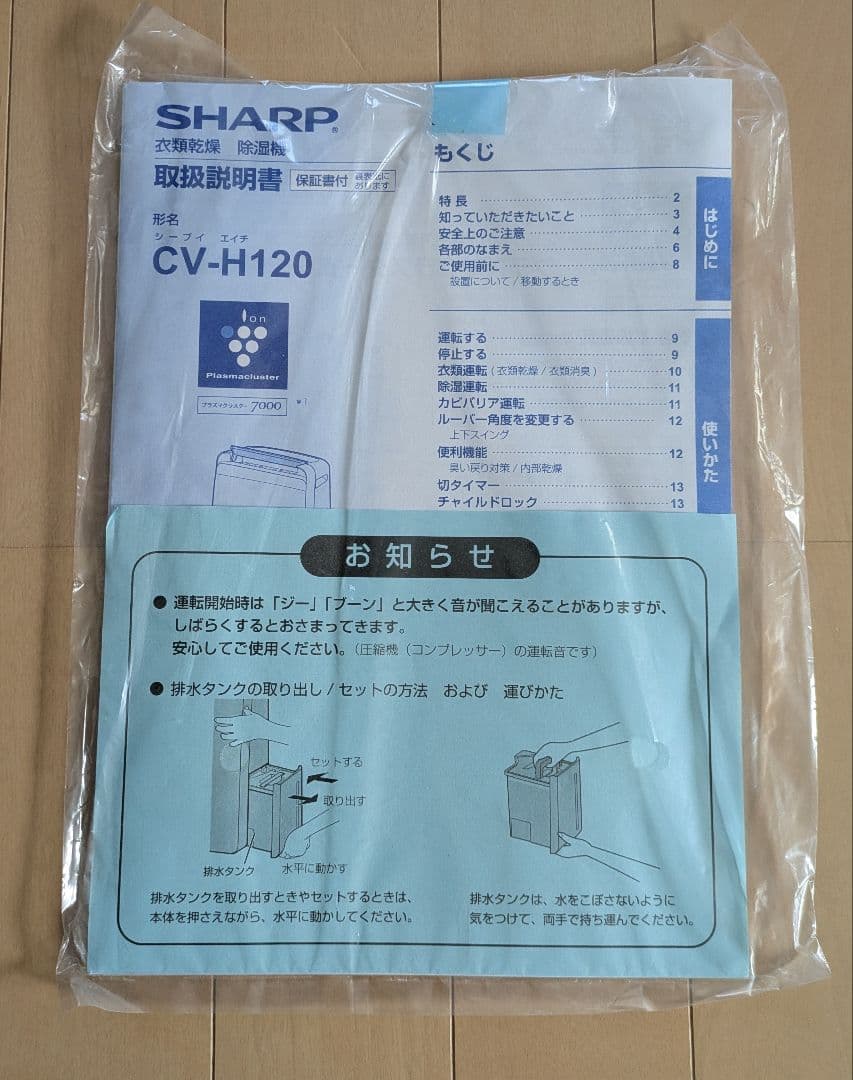 SHARP®
衣類乾燥 除湿機
取扱説明書 保証書付 裏表紙に あります
形名
シーブイ エイチ
CV-H120
Ion
Plasmacluster
プラズマクラスター 7000
もくじ
はじめに
特長 2
知っていただきたいこと 3
安全上のご注意 4
各部のなまえ 6
ご使用前に 8
設置について/移動するとき
使いかた
運転する 9
停止する 9
衣類運転(衣類乾燥/衣類消臭) 10
除湿運転 11
カビバリア運転 11
ルーバー角度を変更する 12
上下スイング
便利機能 12
臭い戻り対策/内部乾燥
切タイマー 13
チャイルドロック 13
お知らせ
● 運転開始時は「ジー」「ブーン」と大きく音が聞こえることがありますが、
しばらくするとおさまってきます。
安心してご使用ください。(圧縮機(コンプレッサー)の運転音です)
● 排水タンクの取り出し/セットの方法 および 運びかた
セットする
取り出す
排水タンク
水平に動かす
排水タンクを取り出すときやセットするときは、
本体を押さえながら、水平に動かしてください。
排水タンクは、水をこぼさないように
気をつけて、両手で持ち運んでください。